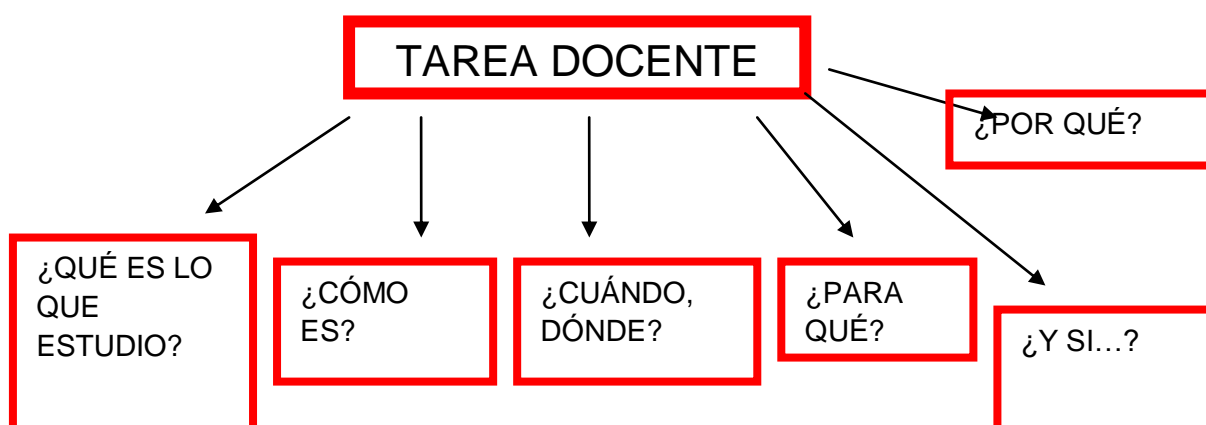 TAREA DOCENTE
¿POR QUÉ?
¿QUÉ ES LO
QUE
ESTUDIO?
¿CÓMO
ES?
¿CUÁNDO,
DÓNDE?
¿PARA
QUÉ?
¿Y SI…?